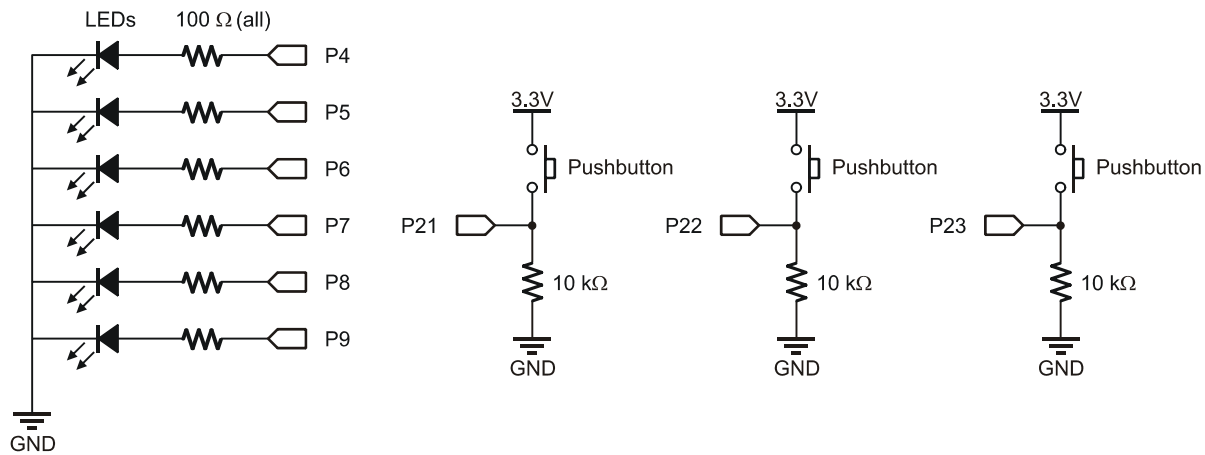 LEDs 100 Ω (all)
P4
P5
P6
P7
P8
P9
GND
3.3V
Pushbutton
P21
10 kΩ
GND
3.3V
Pushbutton
P22
10 kΩ
GND
3.3V
Pushbutton
P23
10 kΩ
GND